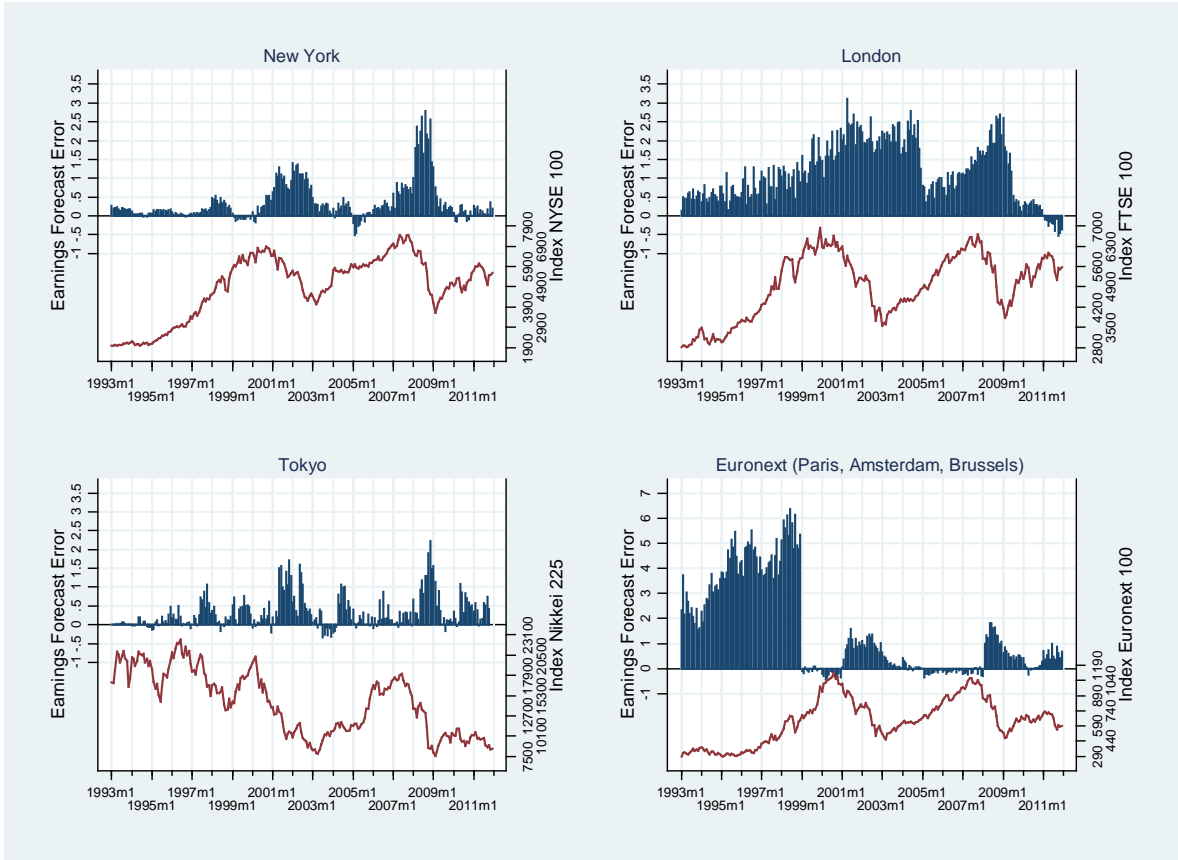 New York
Earnings Forecast Error
-1 -.5 0 .5 1 1.5 2 2.5 3 3.5
1900 2900 3900 4900 5900 6900 7900
Index NYSE 100
1993m1 1997m1 2001m1 2005m1 2009m1
1995m1 1999m1 2003m1 2007m1 2011m1
London
Earnings Forecast Error
-1 -.5 0 .5 1 1.5 2 2.5 3 3.5
2800 3500 4200 4900 5600 6300 7000
Index FTSE 100
1993m1 1997m1 2001m1 2005m1 2009m1
1995m1 1999m1 2003m1 2007m1 2011m1
Tokyo
Earnings Forecast Error
-1 -.5 0 .5 1 1.5 2 2.5 3 3.5
7500 10100 12700 15300 17900 20500 23100
Index Nikkei 225
1993m1 1997m1 2001m1 2005m1 2009m1
1995m1 1999m1 2003m1 2007m1 2011m1
Euronext (Paris, Amsterdam, Brussels)
Earnings Forecast Error
-1 0 1 2 3 4 5 6 7
290 440 590 740 890 1040 1190
Index Euronext 100
1993m1 1997m1 2001m1 2005m1 2009m1
1995m1 1999m1 2003m1 2007m1 2011m1